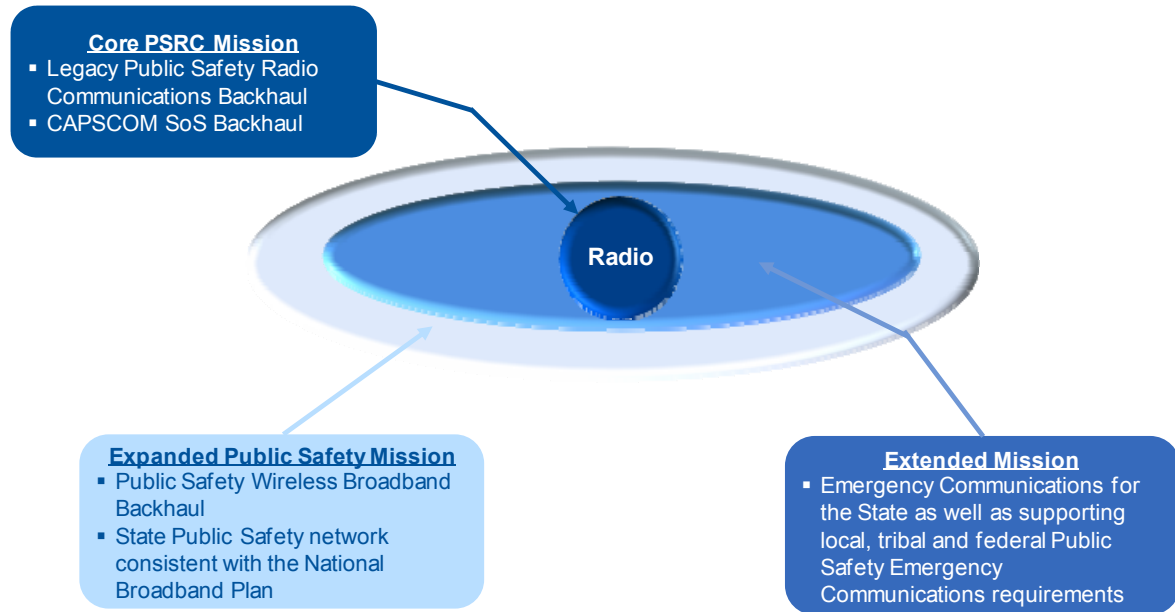 Core PSRC Mission
▪ Legacy Public Safety Radio
Communications Backhaul
▪ CAPSCOM SoS Backhaul
Radio
Expanded Public Safety Mission
▪ Public Safety Wireless Broadband
Backhaul
▪ State Public Safety network
consistent with the National
Broadband Plan
Extended Mission
▪ Emergency Communications for
the State as well as supporting
local, tribal and federal Public
Safety Emergency
Communications requirements